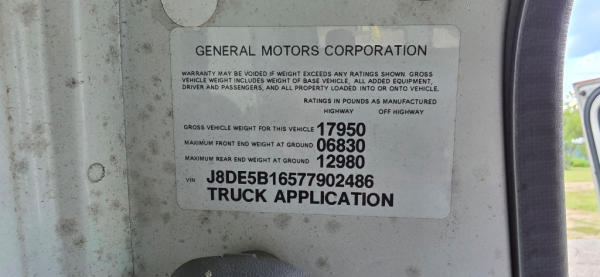 GENERAL MOTORS CORPORATION
WARRANTY MAY BE VOIDED IF WEIGHT EXCEEDS ANY RATINGS SHOWN. GROSS
VEHICLE WEIGHT INCLUDES WEIGHT OF BASE VEHICLE, ALL ADDED EQUIPMENT,
DRIVER AND PASSENGERS, AND ALL PROPERTY LOADED INTO OR ONTO VEHICLE.
RATINGS IN POUNDS AS MANUFACTURED
HIGHWAY OFF HIGHWAY
GROSS VEHICLE WEIGHT FOR THIS VEHICLE 17950
MAXIMUM FRONT END WEIGHT AT GROUND 06830
MAXIMUM REAR END WEIGHT AT GROUND 12980
VIN J8DE5B16577902486
TRUCK APPLICATION